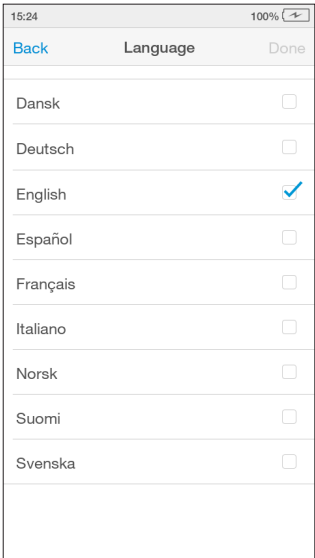 15:24 100%
Back Language Done
Dansk
Deutsch
English
Español
Français
Italiano
Norsk
Suomi
Svenska